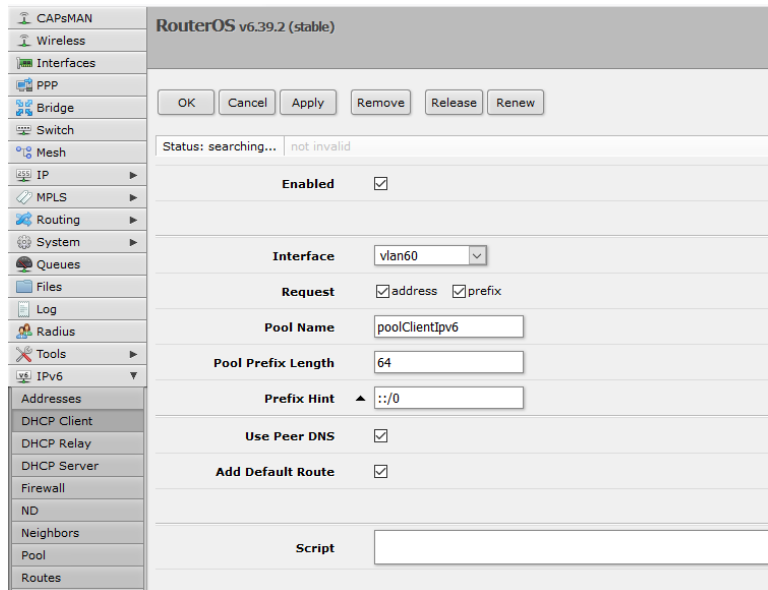 CAPsMAN
Wireless
Interfaces
PPP
Bridge
Switch
Mesh
IP
MPLS
Routing
System
Queues
Files
Log
Radius
Tools
IPv6
Addresses
DHCP Client
DHCP Relay
DHCP Server
Firewall
ND
Neighbors
Pool
Routes
RouterOS v6.39.2 (stable)
OK Cancel Apply Remove Release Renew
Status: searching... not invalid
Enabled
Interface vlan60
Request address prefix
Pool Name poolClientIpv6
Pool Prefix Length 64
Prefix Hint ::/0
Use Peer DNS
Add Default Route
Script